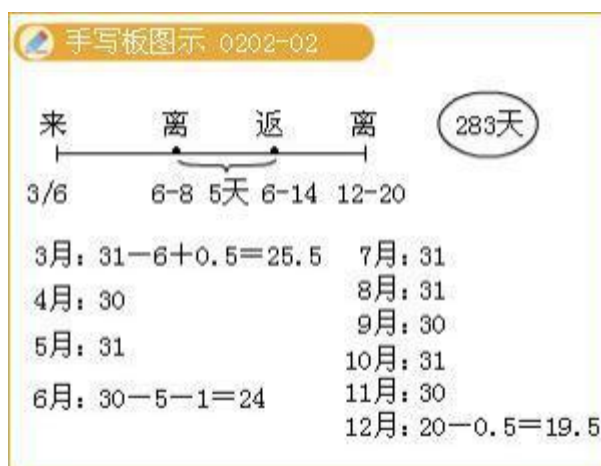 手写板图示 0202-02
来 离 返 离 283天
3/6 6-8 5天 6-14 12-20
3月：31－6＋0.5＝25.5
4月：30
5月：31
6月：30－5－1＝24
7月：31
8月：31
9月：30
10月：31
11月：30
12月：20－0.5＝19.5